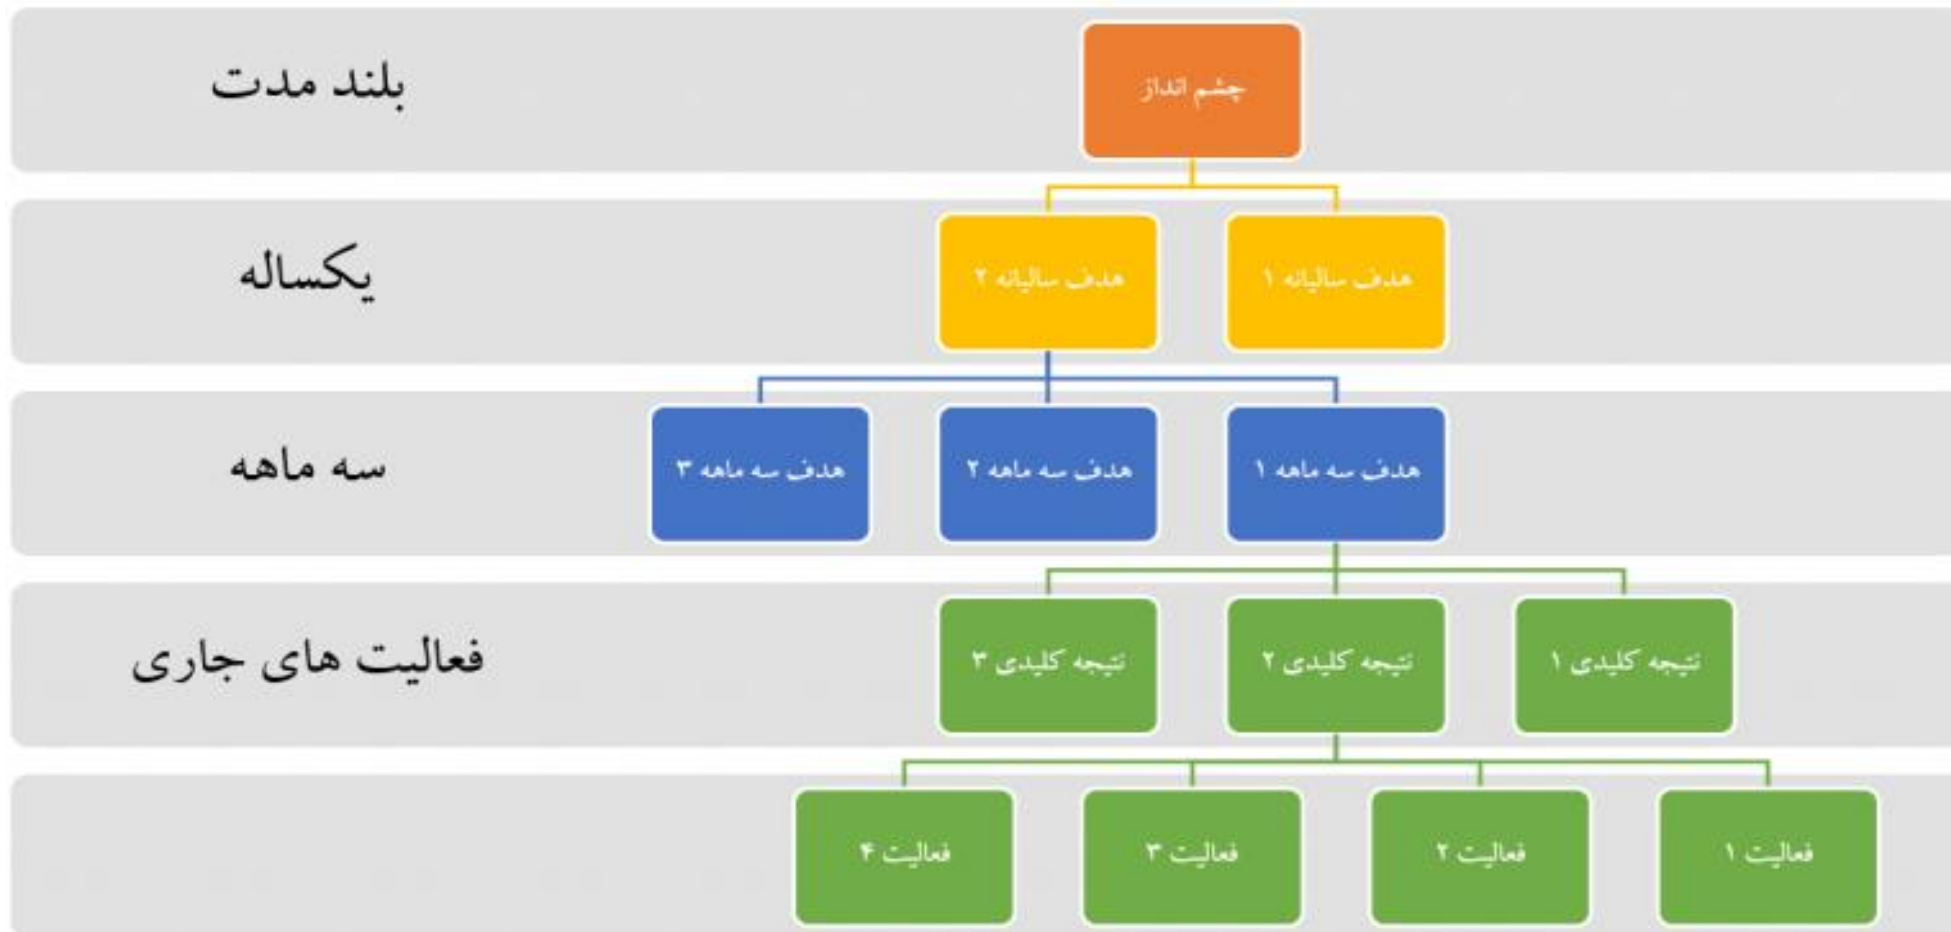 چشم انداز
بلند مدت
هدف سالیانه ۱
هدف سالیانه ۲
یکساله
هدف سه ماهه ۱
هدف سه ماهه ۲
هدف سه ماهه ۳
سه ماهه
نتیجه کلیدی ۱
نتیجه کلیدی ۲
نتیجه کلیدی ۳
فعالیت های جاری
فعالیت ۱
فعالیت ۲
فعالیت ۳
فعالیت ۴